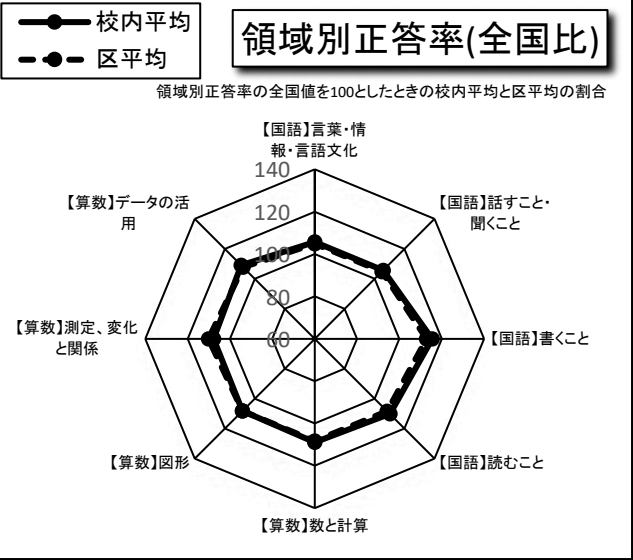 校内平均
区平均
領域別正答率(全国比)
領域別正答率の全国値を100としたときの校内平均と区平均の割合
【国語】言葉・情
報・言語文化
【国語】話すこと・
聞くこと
【国語】書くこと
【国語】読むこと
【算数】数と計算
【算数】図形
【算数】測定、変化
と関係
【算数】データの活
用
140
120
100
80
60